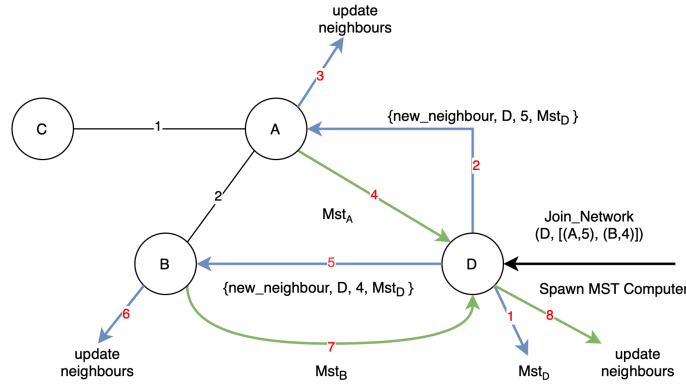 update
neighbours
3
{new_neighbour, D, 5, Mst_D }
C
1
A
2
2
4
Mst_A
Join_Network
(D, [(A,5), (B,4)])
B
5
D
{new_neighbour, D, 4, Mst_D }
Spawn MST Computer
6
1
8
7
update
neighbours
Mst_B
Mst_D
update
neighbours